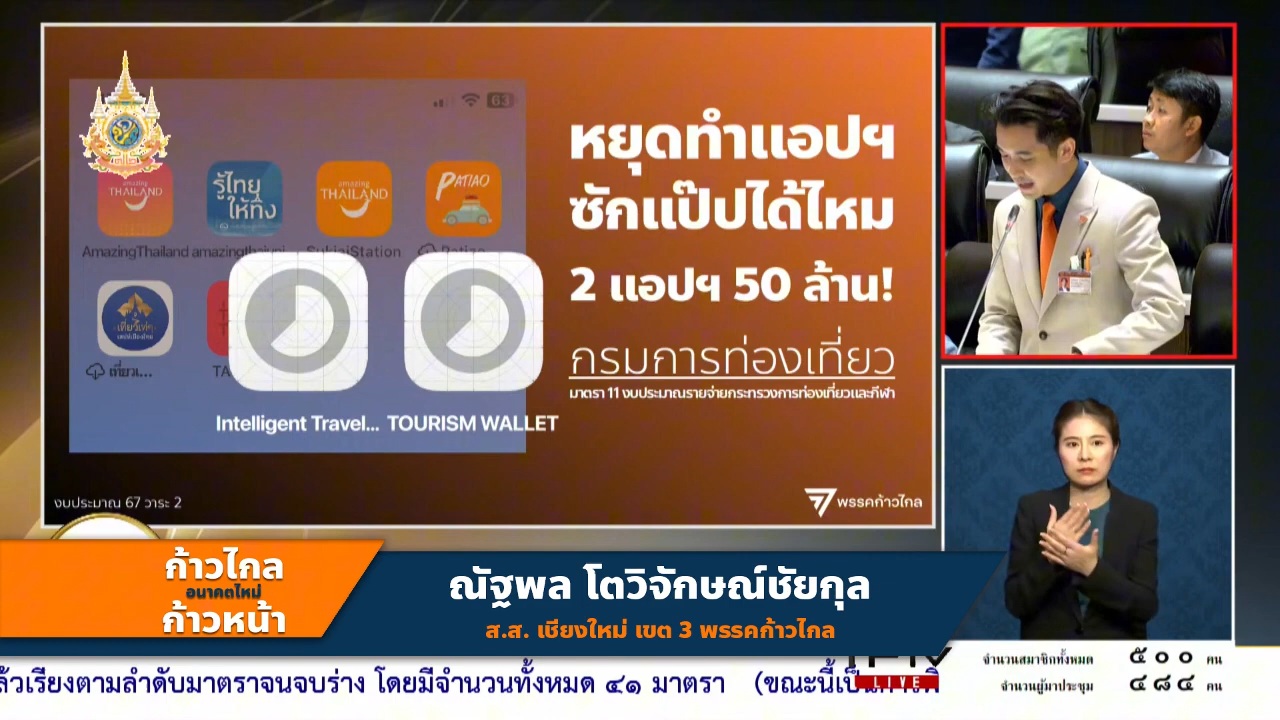 63
หยุดทำแอปฯ
ซักแป๊ปได้ไหม
2 แอปฯ 50 ล้าน!
กรมการท่องเที่ยว
มาตรา 11 งบประมาณรายจ่ายกระทรวงการท่องเที่ยวและกีฬา
amazing THAILAND
รู้ไทยให้ทึ่ง
amazing THAILAND
PATIAO
AmazingThailand
SukjaiStation
เที่ยวเ...
Intelligent Travel...
TOURISM WALLET
งบประมาณ 67 วาระ 2
พรรคก้าวไกล
ก้าวไกล
อนาคตใหม่
ก้าวหน้า
ณัฐพล โตวิจักษณ์ชัยกุล
ส.ส. เชียงใหม่ เขต 3 พรรคก้าวไกล
ล้วเรียงตามลำดับมาตราจนจบร่าง โดยมีจำนวนทั้งหมด ๔๑ มาตรา (ขณะนี้เป็น
LIVE
จำนวนสมาชิกทั้งหมด ๕๐๐ คน
จำนวนผู้มาประชุม ๔๘๔ คน